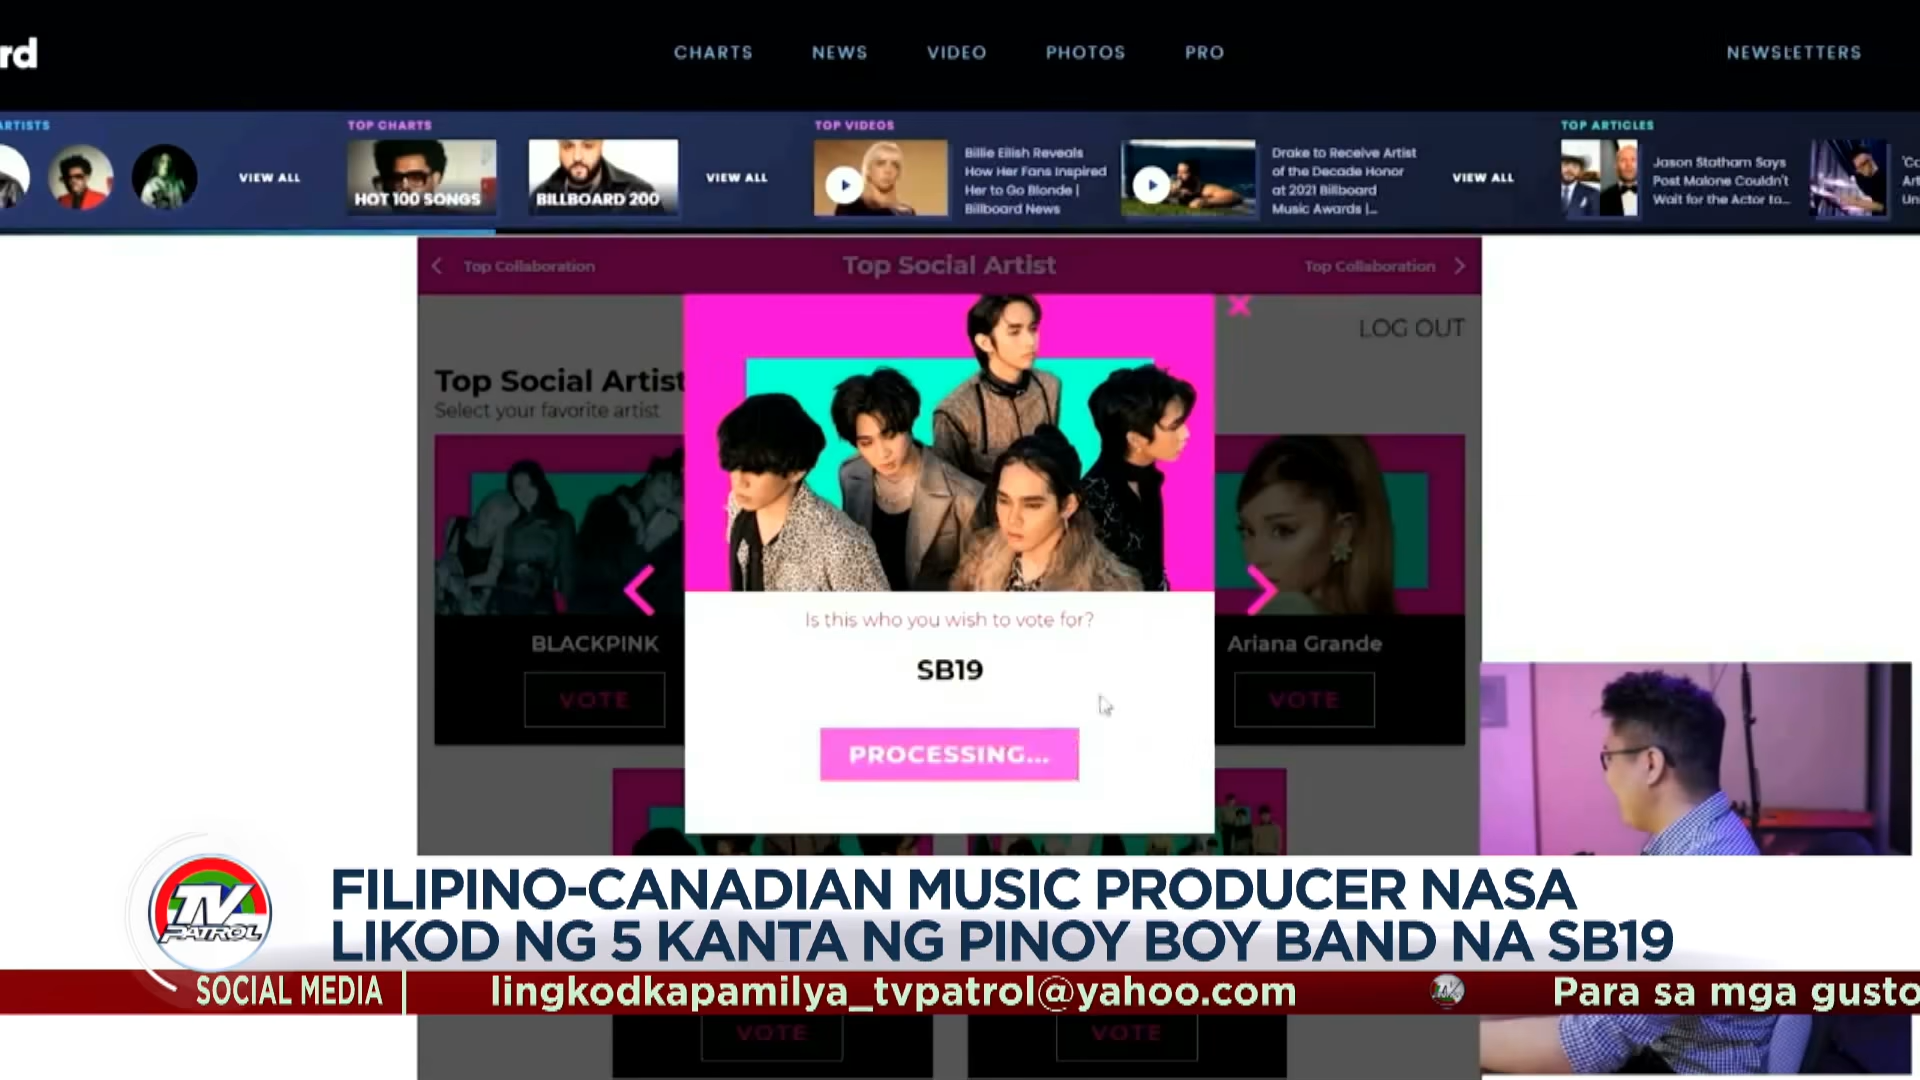 rd
CHARTS
NEWS
VIDEO
PHOTOS
PRO
NEWSLETTERS
ARTISTS
VIEW ALL
TOP CHARTS
HOT 100 SONGS
BILLBOARD 200
VIEW ALL
TOP VIDEOS
Billie Eilish Reveals
How Her Fans Inspired
Her to Go Blonde |
Billboard News
Drake to Receive Artist
of the Decade Honor
at 2021 Billboard
Music Awards |...
VIEW ALL
TOP ARTICLES
Jason Statham Says
Post Malone Couldn't
Wait for the Actor to...
Top Collaboration
Top Social Artist
Top Collaboration
LOG OUT
Top Social Artist
Select your favorite artist
BLACKPINK
VOTE
Is this who you wish to vote for?
SB19
PROCESSING...
Ariana Grande
VOTE
TV
PATROL
FILIPINO-CANADIAN MUSIC PRODUCER NASA
LIKOD NG 5 KANTA NG PINOY BOY BAND NA SB19
SOCIAL MEDIA
lingkodkapamilya_tvpatrol@yahoo.com
Para sa mga gusto
VOTE
VOTE